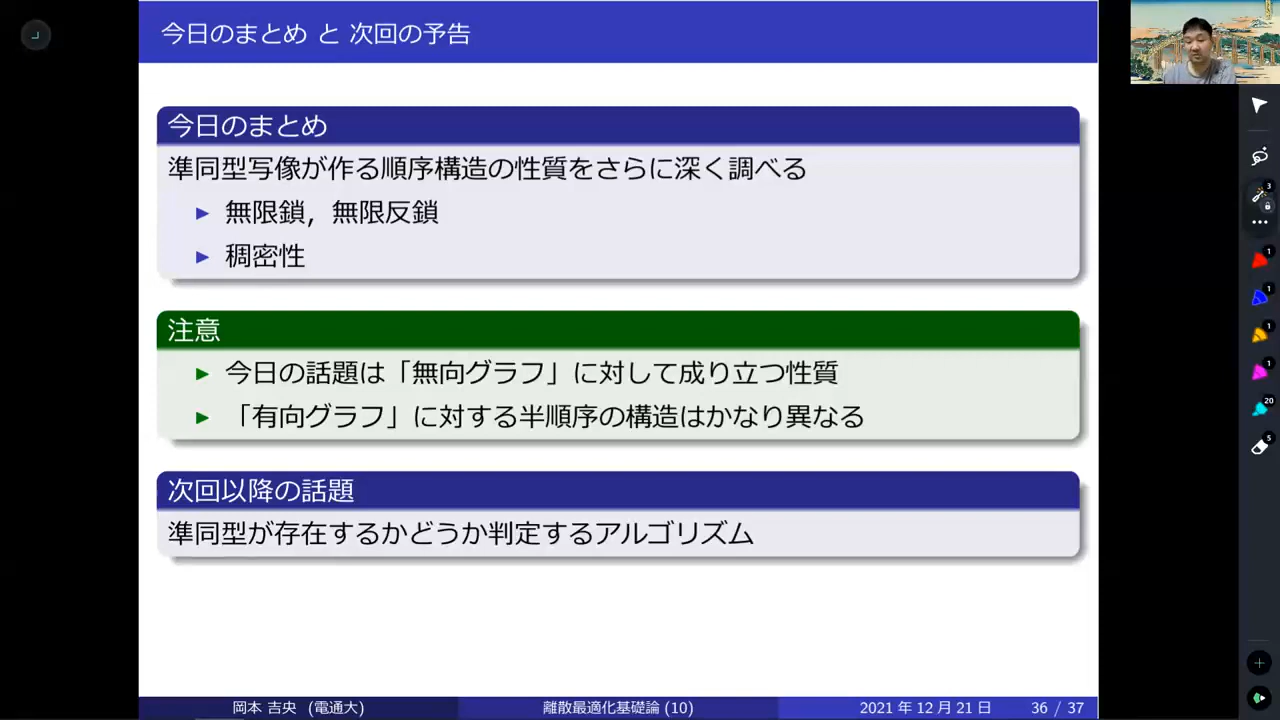 今日のまとめ と 次回の予告
今日のまとめ
準同型写像が作る順序構造の性質をさらに深く調べる
▶ 無限鎖，無限反鎖
▶ 稠密性
注意
▶ 今日の話題は「無向グラフ」に対して成り立つ性質
▶ 「有向グラフ」に対する半順序の構造はかなり異なる
次回以降の話題
準同型が存在するかどうか判定するアルゴリズム
岡本 吉央 (電通大) 離散最適化基礎論 (10) 2021 年 12 月 21 日 36 / 37
3
1
1
1
1
20
5